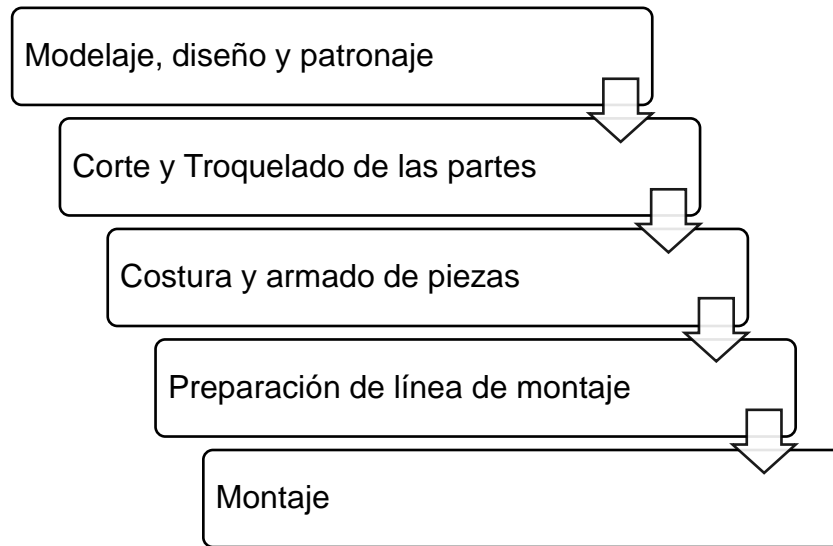 Modelaje, diseño y patronaje
Corte y Troquelado de las partes
Costura y armado de piezas
Preparación de línea de montaje
Montaje